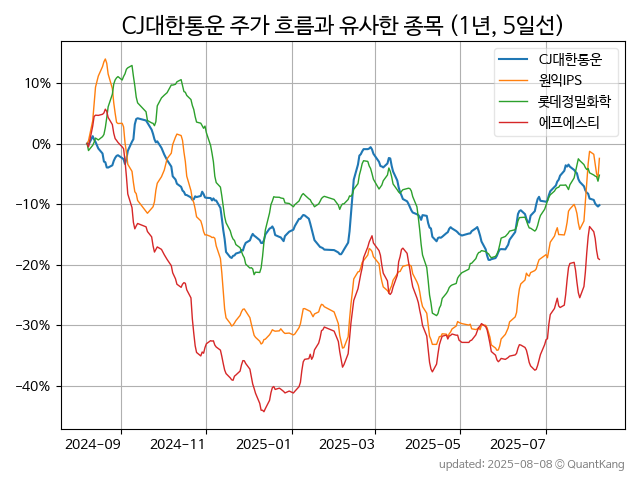 CJ대한통운 주가 흐름과 유사한 종목 (1년, 5일선)
CJ대한통운
원익IPS
롯데정밀화학
에프에스티
10%
0%
−10%
−20%
−30%
−40%
2024-09
2024-11
2025-01
2025-03
2025-05
2025-07
updated: 2025-08-08 © QuantKang